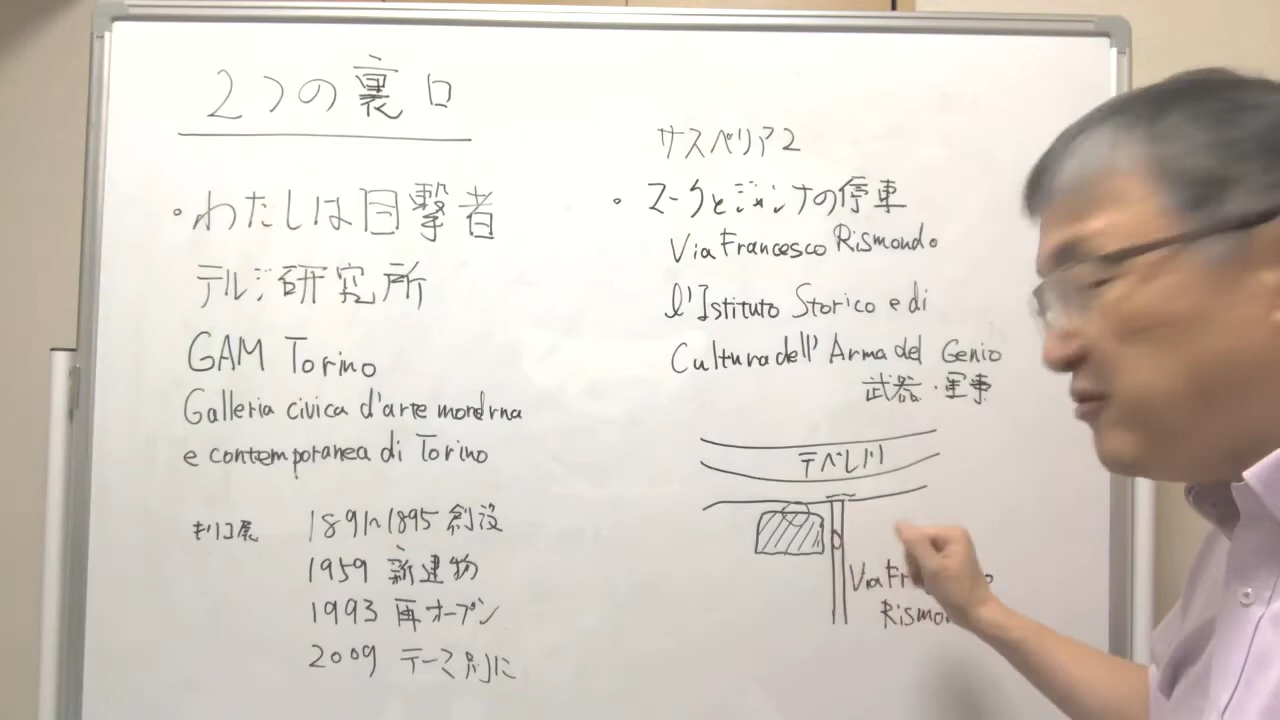 2つの裏口
・わたしは目撃者
テルジ研究所
GAM Torino
Galleria civica d'arte mordrna
e contemporanea di Torino
キリコ展
1891〜1895 創設
1959 新建物
1993 再オープン
2009 テーマ別に
サスペリア2
・マークとジャンナの停車
Via Francesco Rismondo
l'Istituto Storico e di
Cultura dell'Arma del Genio
武器・軍事
テベレ川
Via